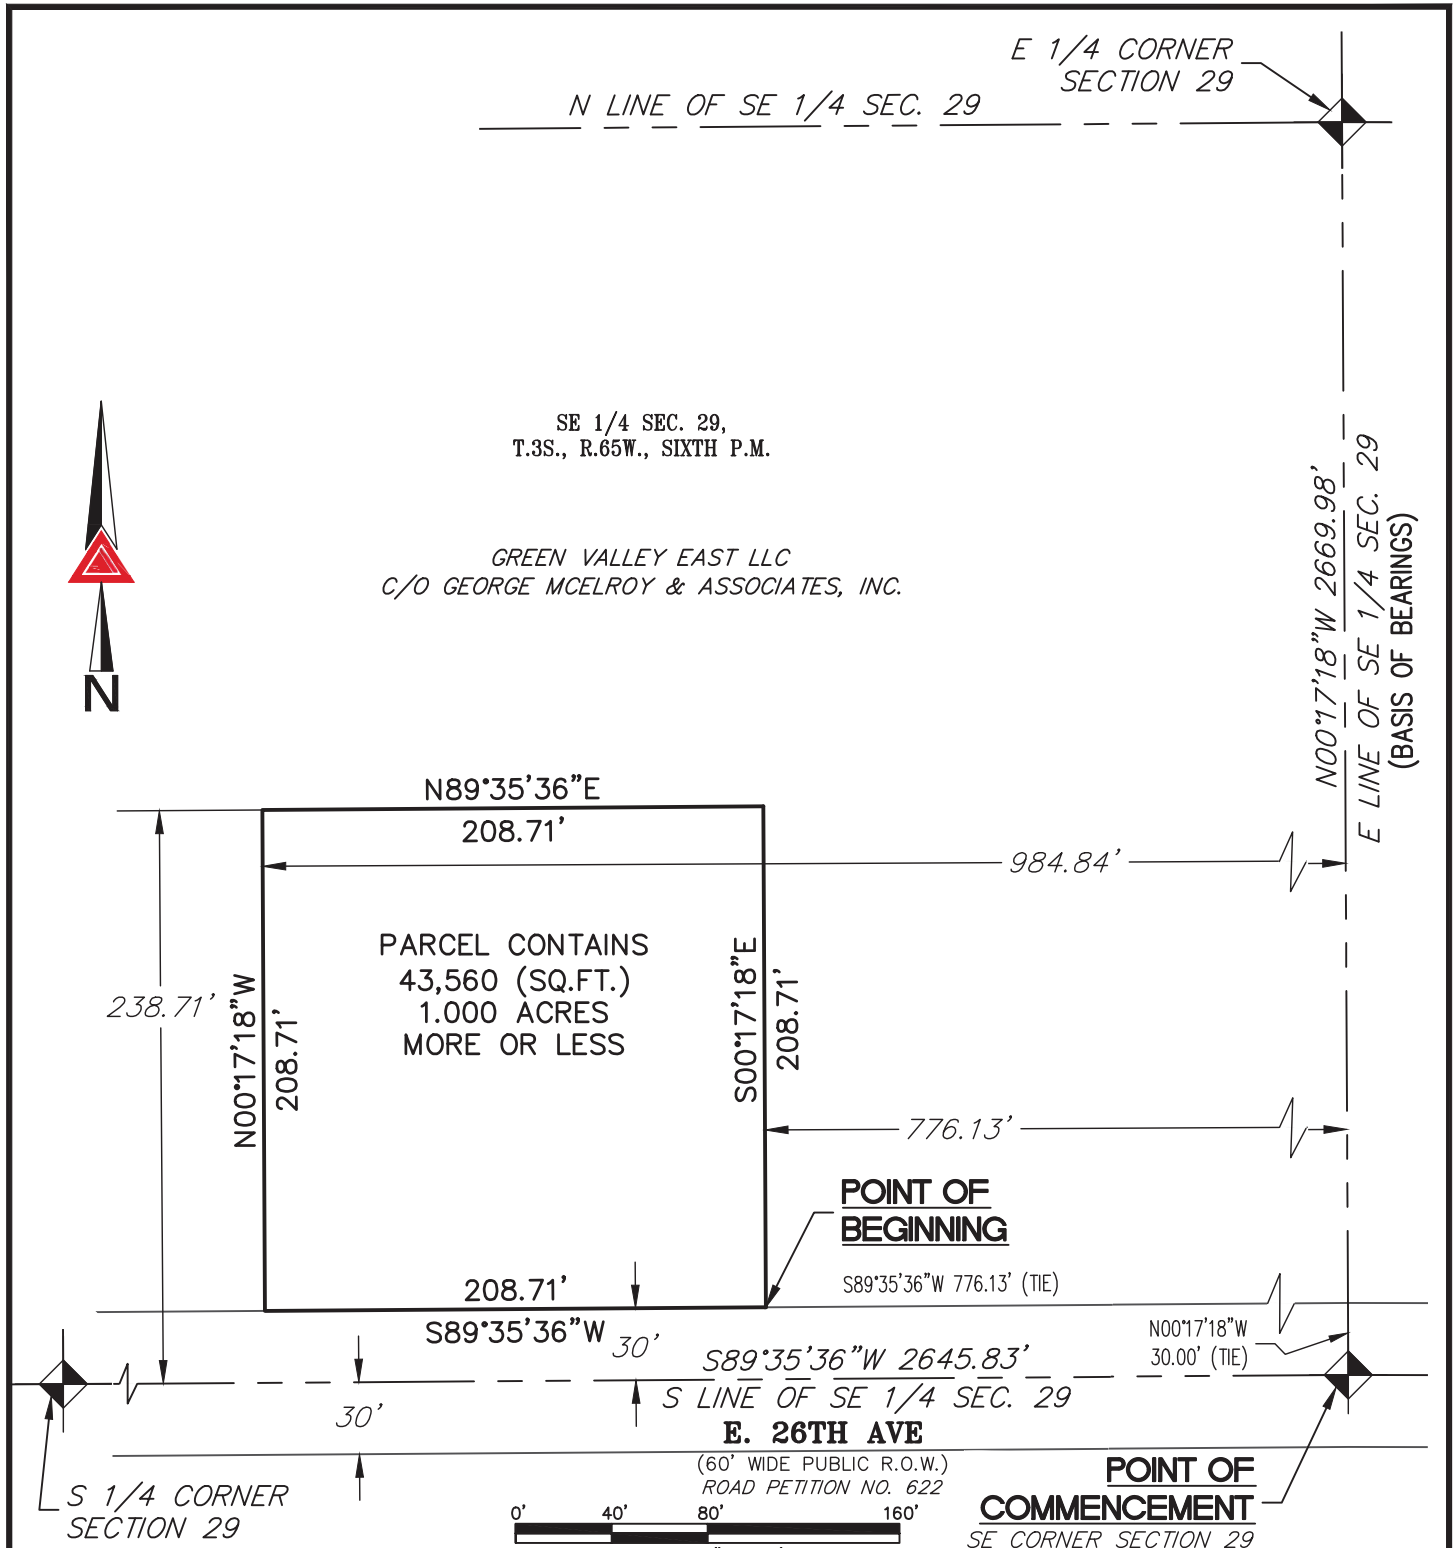 E 1/4 CORNER
SECTION 29
N LINE OF SE 1/4 SEC. 29
SE 1/4 SEC. 29,
T.3S., R.65W., SIXTH P.M.
GREEN VALLEY EAST LLC
C/O GEORGE MCELROY & ASSOCIATES, INC.
N
N00°17'18"W 2669.98'
E LINE OF SE 1/4 SEC. 29
(BASIS OF BEARINGS)
N89°35'36"E
208.71'
984.84'
PARCEL CONTAINS
43,560 (SQ.FT.)
1.000 ACRES
MORE OR LESS
238.71'
N00°17'18"W
208.71'
S00°17'18"E
208.71'
776.13'
POINT OF
BEGINNING
S89°35'36"W 776.13' (TIE)
208.71'
S89°35'36"W
30'
N00°17'18"W
30.00' (TIE)
S89°35'36"W 2645.83'
S LINE OF SE 1/4 SEC. 29
30'
E. 26TH AVE
(60' WIDE PUBLIC R.O.W.)
ROAD PETITION NO. 622
S 1/4 CORNER
SECTION 29
POINT OF
COMMENCEMENT
SE CORNER SECTION 29
0' 40' 80' 160'